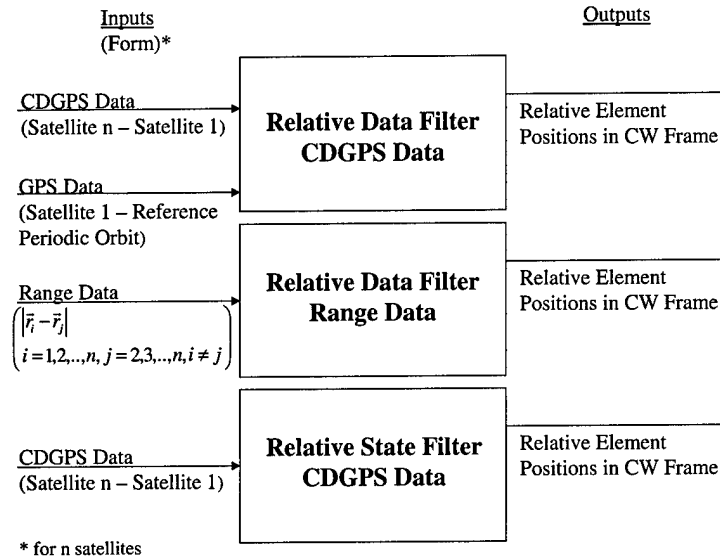 Inputs
(Form)*
Outputs
CDGPS Data
(Satellite n – Satellite 1)
GPS Data
(Satellite 1 – Reference
Periodic Orbit)
Relative Data Filter
CDGPS Data
Relative Element
Positions in CW Frame
Range Data
(|r⃗ᵢ − r⃗ⱼ|
i = 1,2,..,n, j = 2,3,..,n, i ≠ j)
Relative Data Filter
Range Data
Relative Element
Positions in CW Frame
CDGPS Data
(Satellite n – Satellite 1)
Relative State Filter
CDGPS Data
Relative Element
Positions in CW Frame
* for n satellites